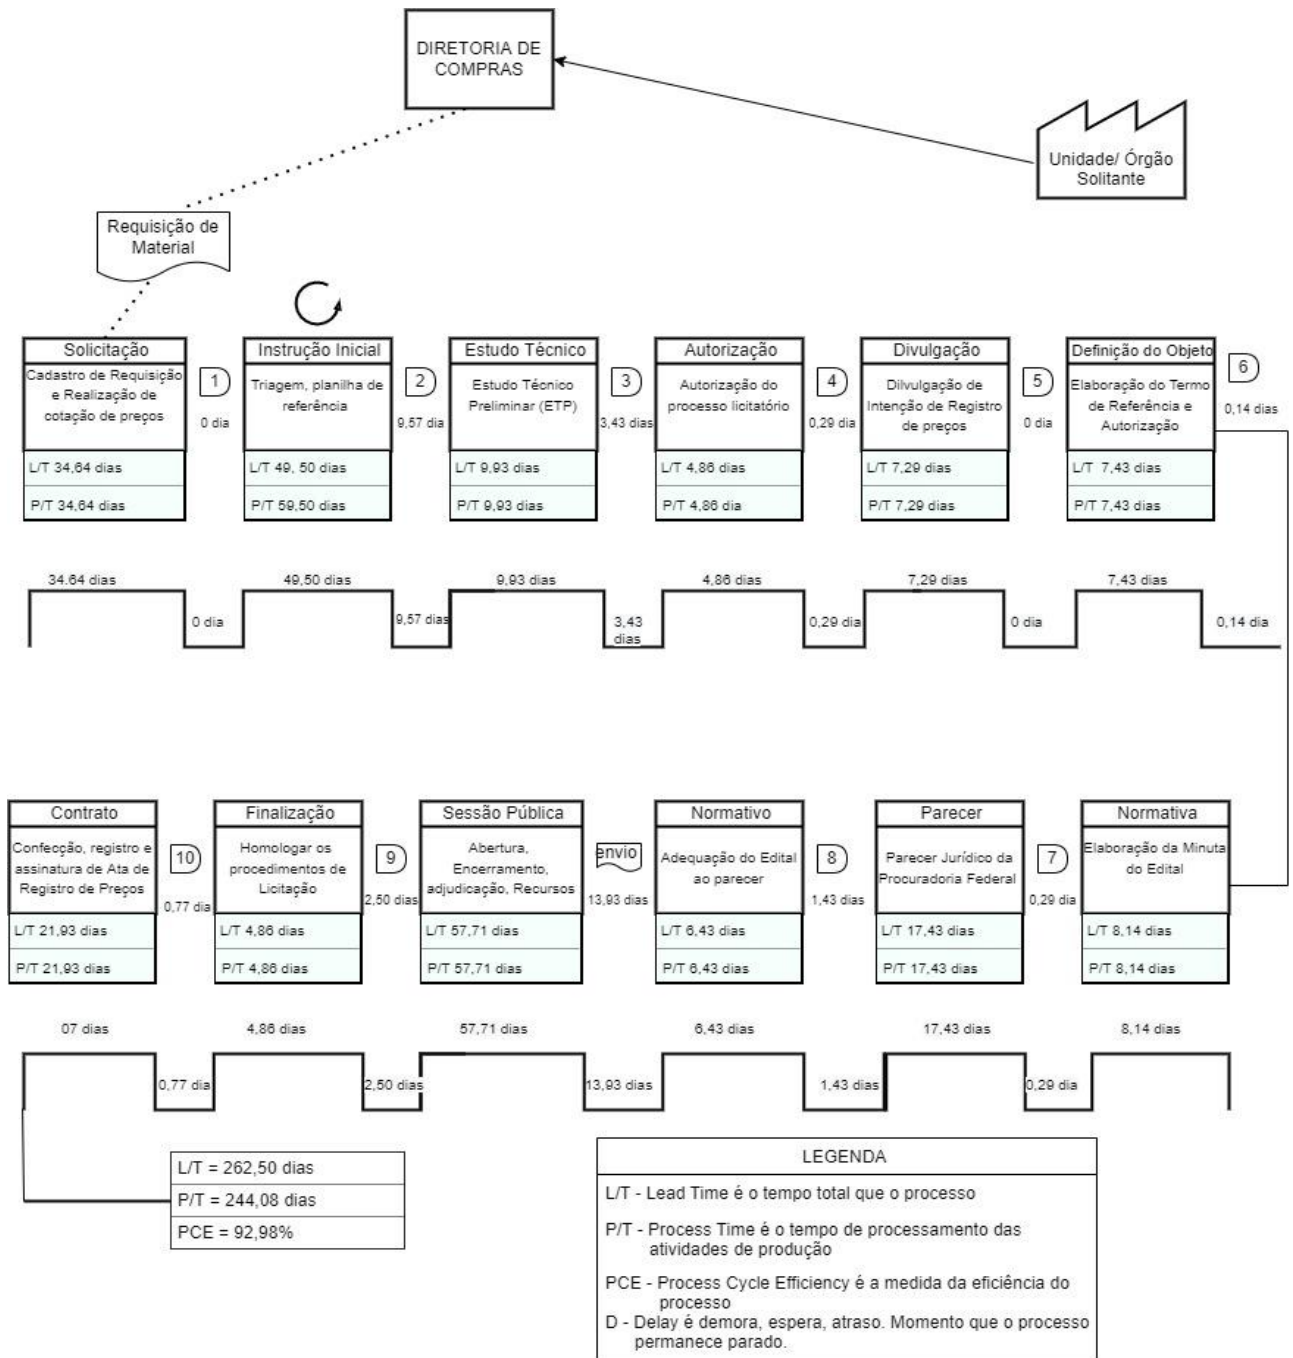 DIRETORIA DE
COMPRAS
Unidade/ Órgão
Solitante
Requisição de
Material
Solicitação
Cadastro de Requisição
e Realização de
cotação de preços
L/T 34,64 dias
P/T 34,64 dias
1
0 dia
Instrução Inicial
Triagem, planilha de
referência
L/T 49, 50 dias
P/T 59,50 dias
2
9,57 dia
Estudo Técnico
Estudo Técnico
Preliminar (ETP)
L/T 9,93 dias
P/T 9,93 dias
3
3,43 dias
Autorização
Autorização do
processo licitatório
L/T 4,86 dias
P/T 4,86 dia
4
0,29 dia
Divulgação
Dilvulgação de
Intenção de Registro
de preços
L/T 7,29 dias
P/T 7,29 dias
5
0 dia
Definição do Objeto
Elaboração do Termo
de Referência e
Autorização
L/T 7,43 dias
P/T 7,43 dias
6
0,14 dias
34.64 dias
0 dia
49,50 dias
9,57 dias
9,93 dias
3,43
dias
4,86 dias
0,29 dia
7,29 dias
0 dia
7,43 dias
0,14 dia
Contrato
Confecção, registro e
assinatura de Ata de
Registro de Preços
L/T 21,93 dias
P/T 21,93 dias
10
0,77 dia
Finalização
Homologar os
procedimentos de
Licitação
L/T 4,86 dias
P/T 4,86 dias
9
2,50 dias
Sessão Pública
Abertura,
Encerramento,
adjudicação, Recursos
L/T 57,71 dias
P/T 57,71 dias
envio
13,93 dias
Normativo
Adequação do Edital
ao parecer
L/T 6,43 dias
P/T 6,43 dias
8
1,43 dias
Parecer
Parecer Jurídico da
Procuradoria Federal
L/T 17,43 dias
P/T 17,43 dias
7
0,29 dia
Normativa
Elaboração da Minuta
do Edital
L/T 8,14 dias
P/T 8,14 dias
07 dias
0,77 dia
4,86 dias
2,50 dias
57,71 dias
13,93 dias
6,43 dias
1,43 dias
17,43 dias
0,29 dia
8,14 dias
L/T = 262,50 dias
P/T = 244,08 dias
PCE = 92,98%
LEGENDA
L/T - Lead Time é o tempo total que o processo
P/T - Process Time é o tempo de processamento das
atividades de produção
PCE - Process Cycle Efficiency é a medida da eficiência do
processo
D - Delay é demora, espera, atraso. Momento que o processo
permanece parado.